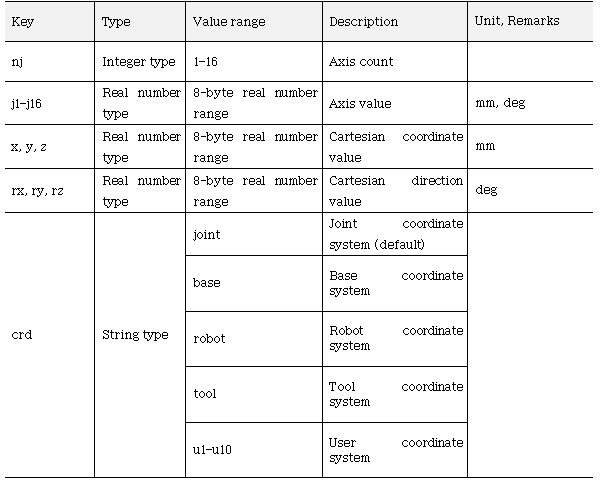 Key Type Value range Description Unit, Remarks
nj Integer type 1-16 Axis count
j1-j16 Real number type 8-byte real number range Axis value mm, deg
x, y, z Real number type 8-byte real number range Cartesian coordinate value mm
rx, ry, rz Real number type 8-byte real number range Cartesian direction value deg
crd String type joint Joint coordinate system (default)
base Base coordinate system
robot Robot coordinate system
tool Tool coordinate system
u1-u10 User coordinate system